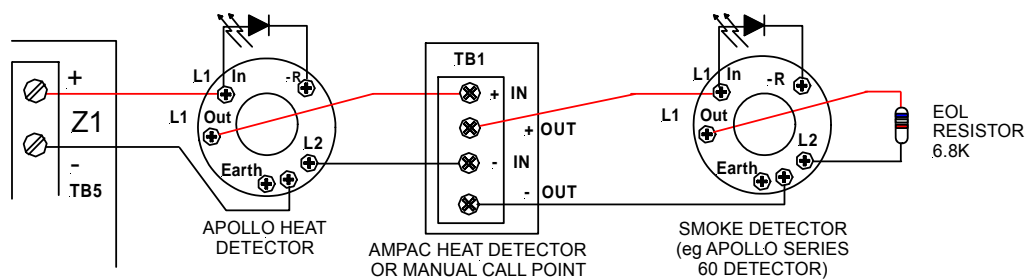 +
Z1
-
TB5
L1
In
-R
L1
Out
L2
Earth
APOLLO HEAT
DETECTOR
TB1
+ IN
+ OUT
- IN
- OUT
AMPAC HEAT DETECTOR
OR MANUAL CALL POINT
L1
In
-R
L1
Out
L2
Earth
SMOKE DETECTOR
(eg APOLLO SERIES
60 DETECTOR)
EOL
RESISTOR
6.8K